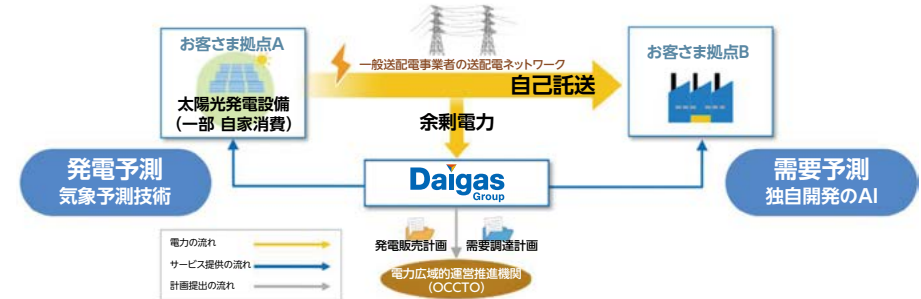 お客さま拠点A
太陽光発電設備
(一部 自家消費)
一般送配電事業者の送配電ネットワーク
自己託送
お客さま拠点B
余剰電力
発電予測
気象予測技術
Daigas
Group
需要予測
独自開発のAI
発電販売計画
需要調達計画
電力広域的運営推進機関
(OCCTO)
電力の流れ
サービス提供の流れ
計画提出の流れ